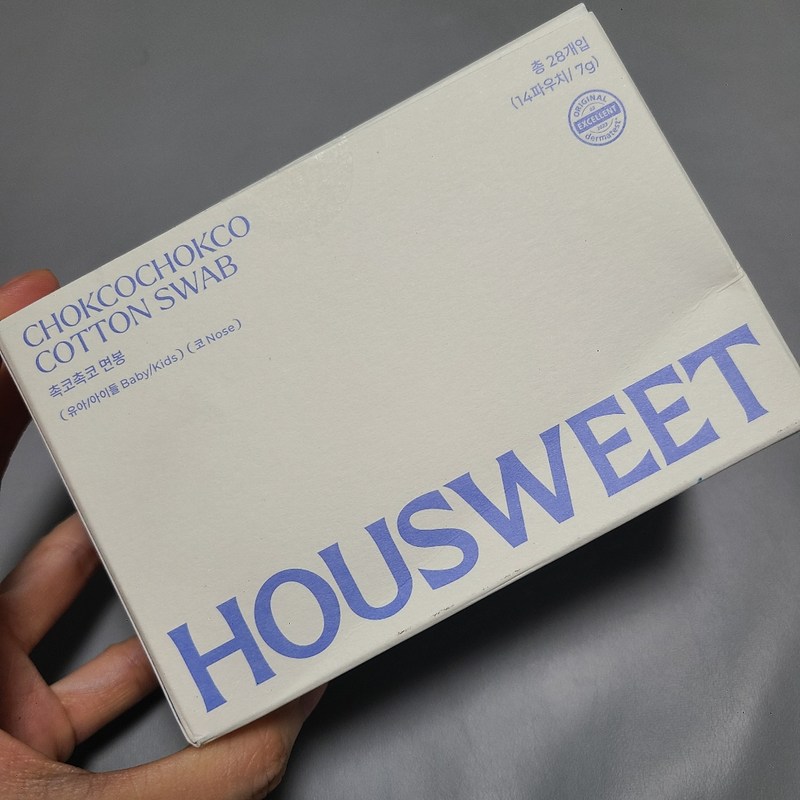 총 28개입
(14파우치/ 7g)
ORIGINAL
EXCELLENT
dermatest
CHOKCOCHOKCO
COTTON SWAB
촉코촉코 면봉
(유아/아이들 Baby/Kids) (코 Nose)
HOUSWEET